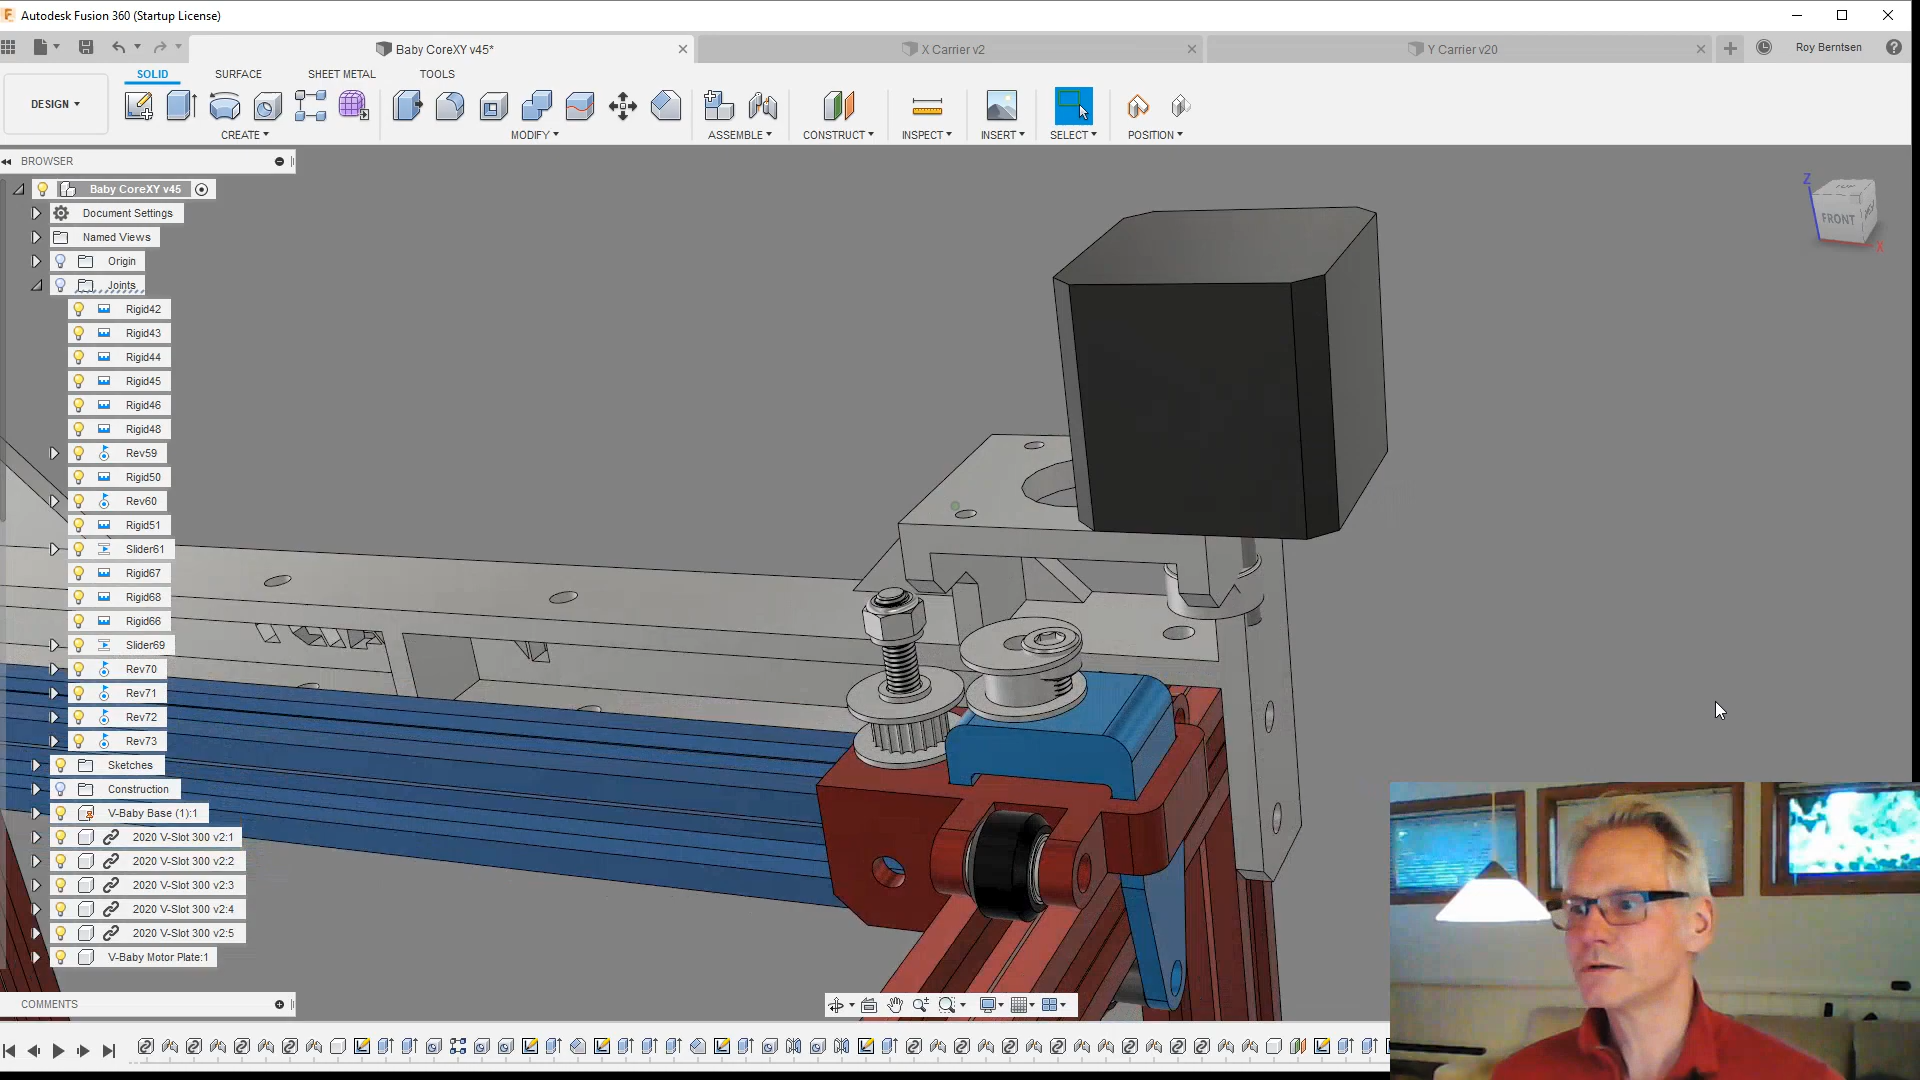 Autodesk Fusion 360 (Startup License)
Baby CoreXY v45*
X Carrier v2
Y Carrier v20
Roy Berntsen
SOLID
SURFACE
SHEET METAL
TOOLS
DESIGN
CREATE
MODIFY
ASSEMBLE
CONSTRUCT
INSPECT
INSERT
SELECT
POSITION
BROWSER
Baby CoreXY v45
Document Settings
Named Views
Origin
Joints
Rigid42
Rigid43
Rigid44
Rigid45
Rigid46
Rigid48
Rev59
Rigid50
Rev60
Rigid51
Slider61
Rigid67
Rigid68
Rigid66
Slider69
Rev70
Rev71
Rev72
Rev73
Sketches
Construction
V-Baby Base (1):1
2020 V-Slot 300 v2:1
2020 V-Slot 300 v2:2
2020 V-Slot 300 v2:3
2020 V-Slot 300 v2:4
2020 V-Slot 300 v2:5
V-Baby Motor Plate:1
COMMENTS
Z
TOP
FRONT
X